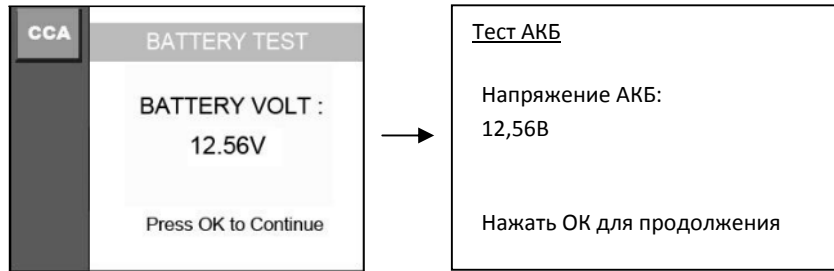 CCA
BATTERY TEST
BATTERY VOLT :
12.56V
Press OK to Continue
Тест АКБ
Напряжение АКБ:
12,56В
Нажать ОК для продолжения